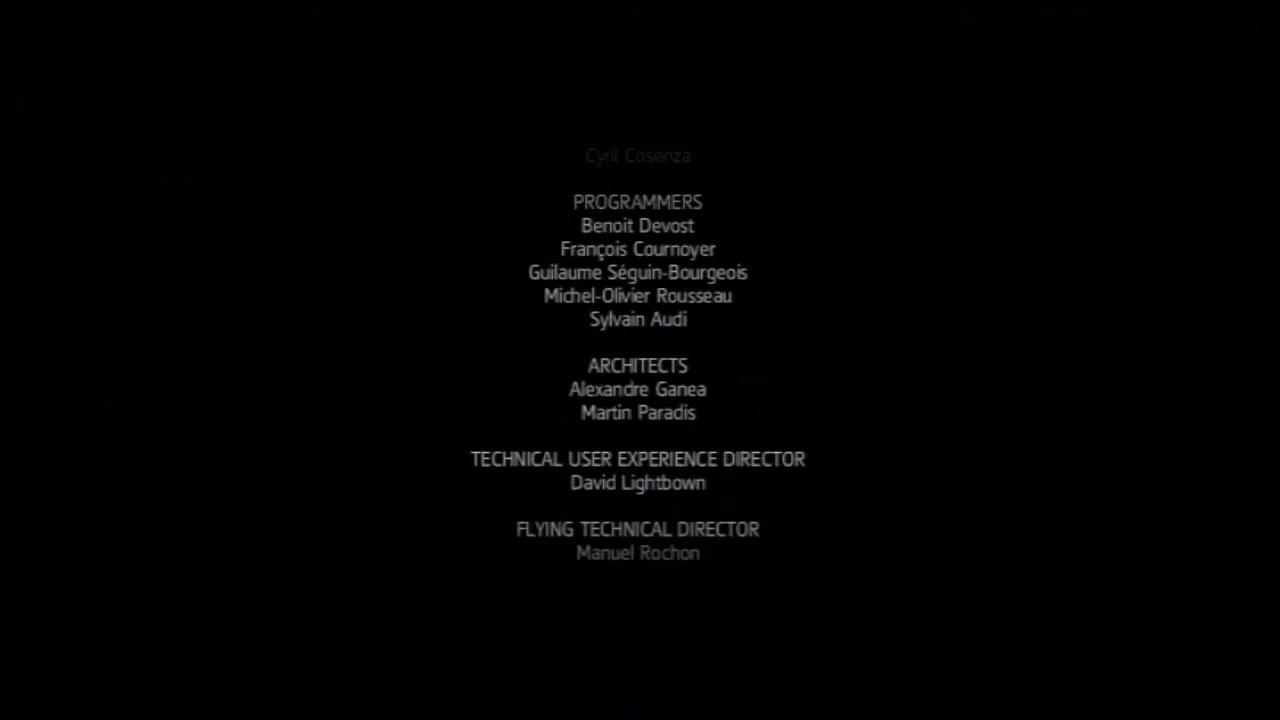 Cyril Cosenza
PROGRAMMERS
Benoit Devost
François Cournoyer
Guilaume Séguin-Bourgeois
Michel-Olivier Rousseau
Sylvain Audi
ARCHITECTS
Alexandre Ganea
Martin Paradis
TECHNICAL USER EXPERIENCE DIRECTOR
David Lightbown
FLYING TECHNICAL DIRECTOR
Manuel Rochon